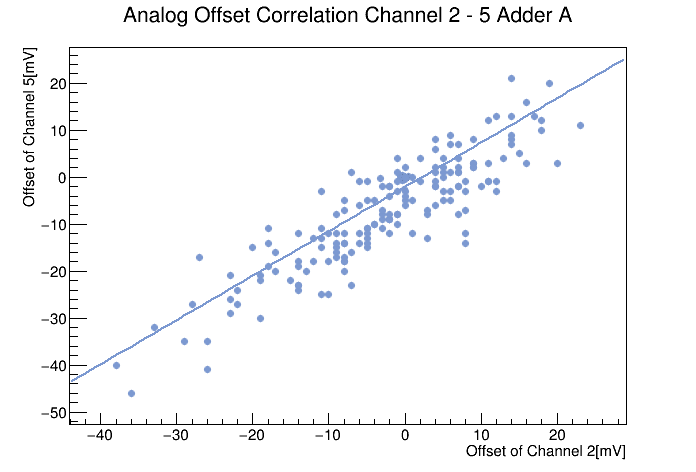 Analog Offset Correlation Channel 2 - 5 Adder A
Offset of Channel 5[mV]
20
10
0
−10
−20
−30
−40
−50
−40 −30 −20 −10 0 10 20
Offset of Channel 2[mV]